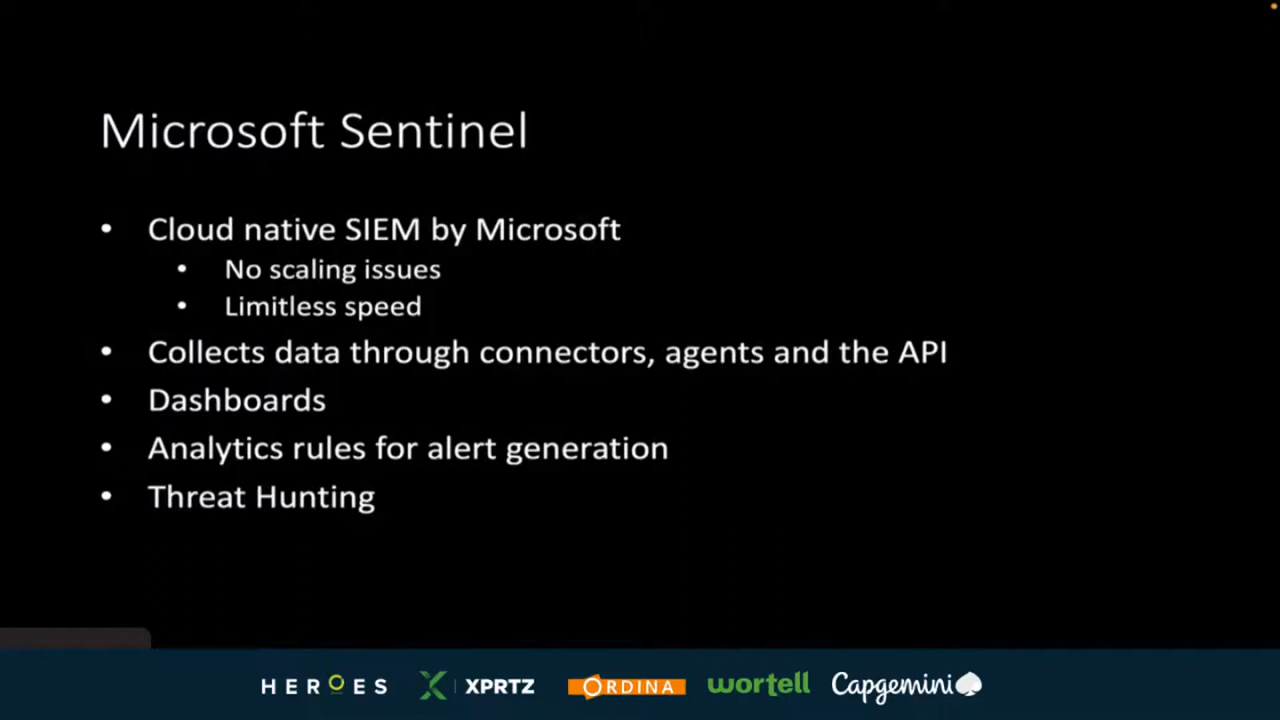 Microsoft Sentinel
• Cloud native SIEM by Microsoft
• No scaling issues
• Limitless speed
• Collects data through connectors, agents and the API
• Dashboards
• Analytics rules for alert generation
• Threat Hunting
HEROES XPRTZ ORDINA wortell Capgemini